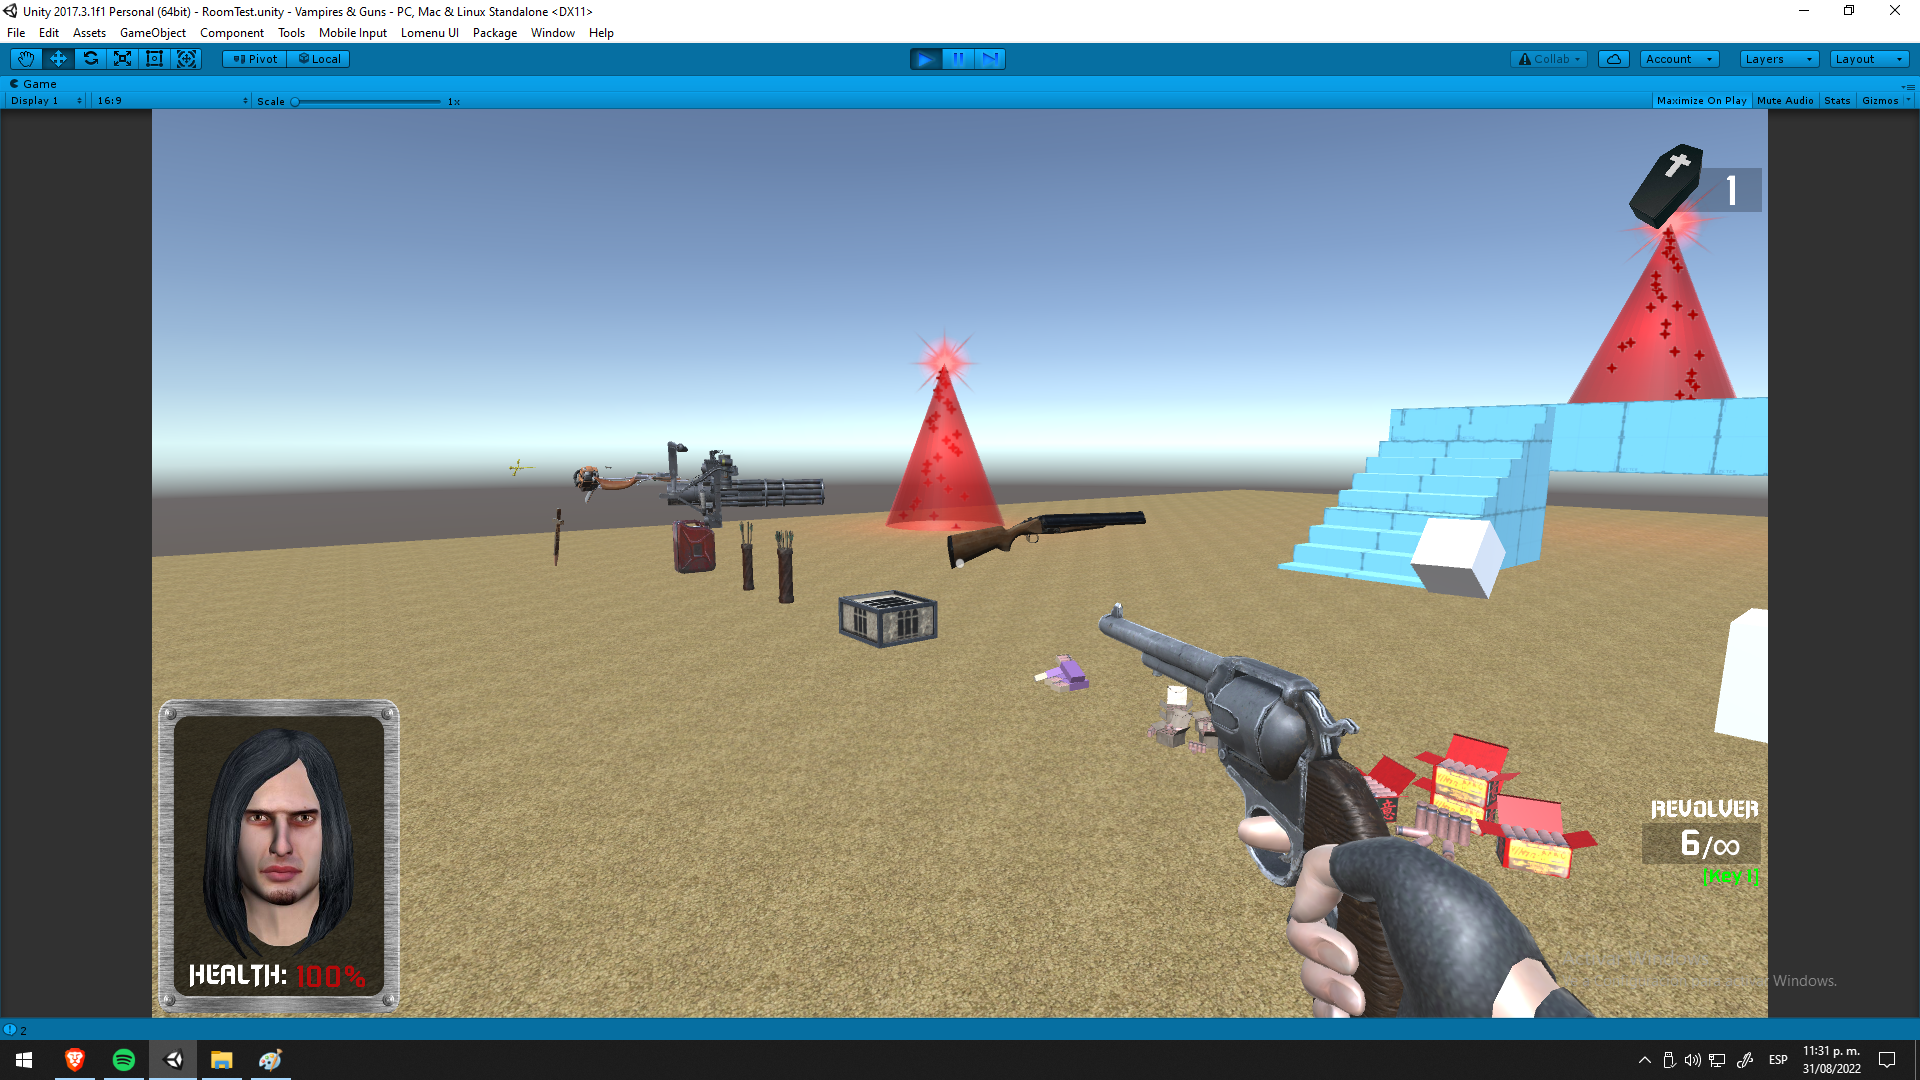 Unity 2017.3.1f1 Personal (64bit) - RoomTest.unity - Vampires & Guns - PC, Mac & Linux Standalone <DX11>
File Edit Assets GameObject Component Tools Mobile Input Lomenu UI Package Window Help
Pivot Local Collab Account Layers Layout
Game
Display 1 16:9 Scale 1x Maximize On Play Mute Audio Stats Gizmos
1
REVOLVER
6/∞
HEALTH: 100%
Windows.
2
ESP
11:31 p. m.
31/08/2022